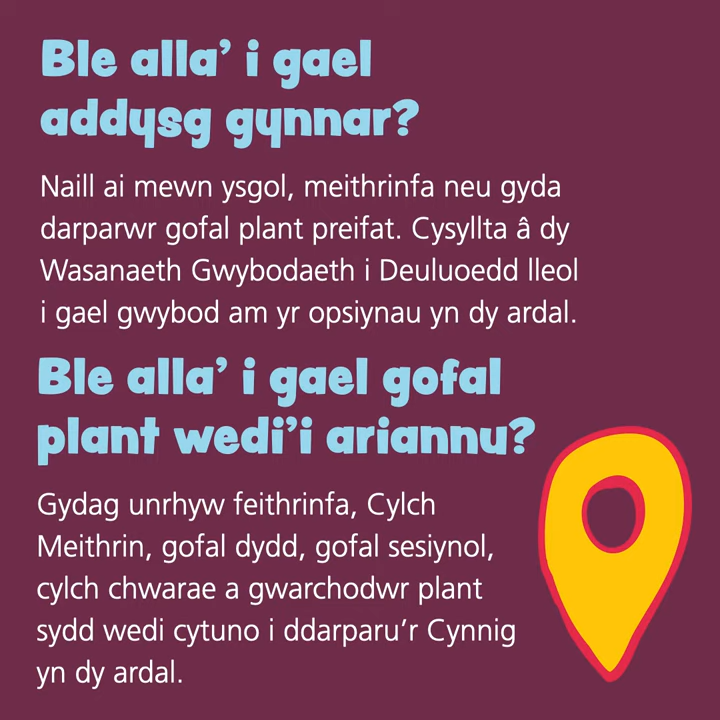 Ble alla' i gael
addysg gynnar?
Naill ai mewn ysgol, meithrinfa neu gyda
darparwr gofal plant preifat. Cysyllta â dy
Wasanaeth Gwybodaeth i Deuluoedd lleol
i gael gwybod am yr opsiynau yn dy ardal.
Ble alla' i gael gofal
plant wedi'i ariannu?
Gydag unrhyw feithrinfa, Cylch
Meithrin, gofal dydd, gofal sesiynol,
cylch chwarae a gwarchodwr plant
sydd wedi cytuno i ddarparu'r Cynnig
yn dy ardal.